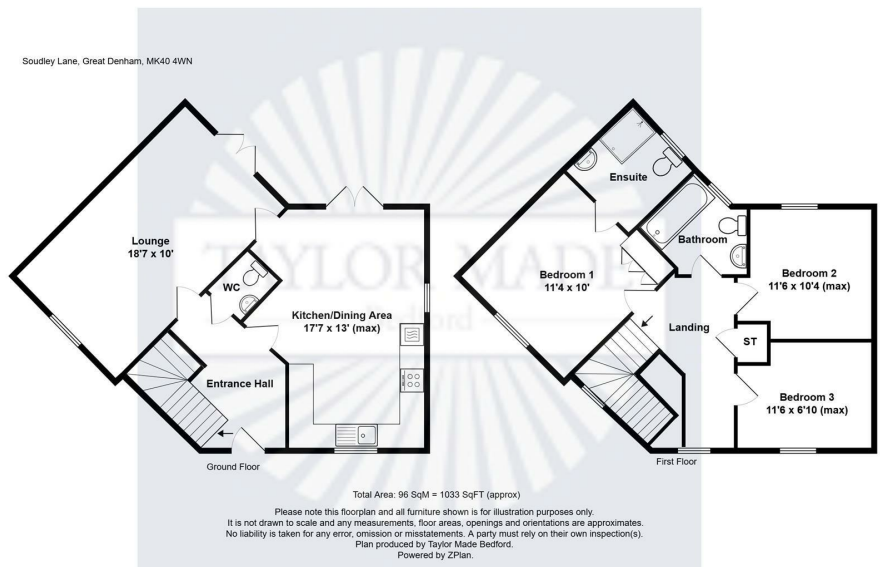 Soudley Lane, Great Denham, MK40 4WN
Lounge
18'7 x 10'
WC
Kitchen/Dining Area
17'7 x 13' (max)
Entrance Hall
Ground Floor
Ensuite
Bathroom
Bedroom 1
11'4 x 10'
Bedroom 2
11'6 x 10'4 (max)
Landing
ST
Bedroom 3
11'6 x 6'10 (max)
First Floor
TAYLOR MADE
Bedford
Total Area: 96 SqM = 1033 SqFT (approx)
Please note this floorplan and all furniture shown is for illustration purposes only.
It is not drawn to scale and any measurements, floor areas, openings and orientations are approximates.
No liability is taken for any error, omission or misstatements. A party must rely on their own inspection(s).
Plan produced by Taylor Made Bedford.
Powered by ZPlan.